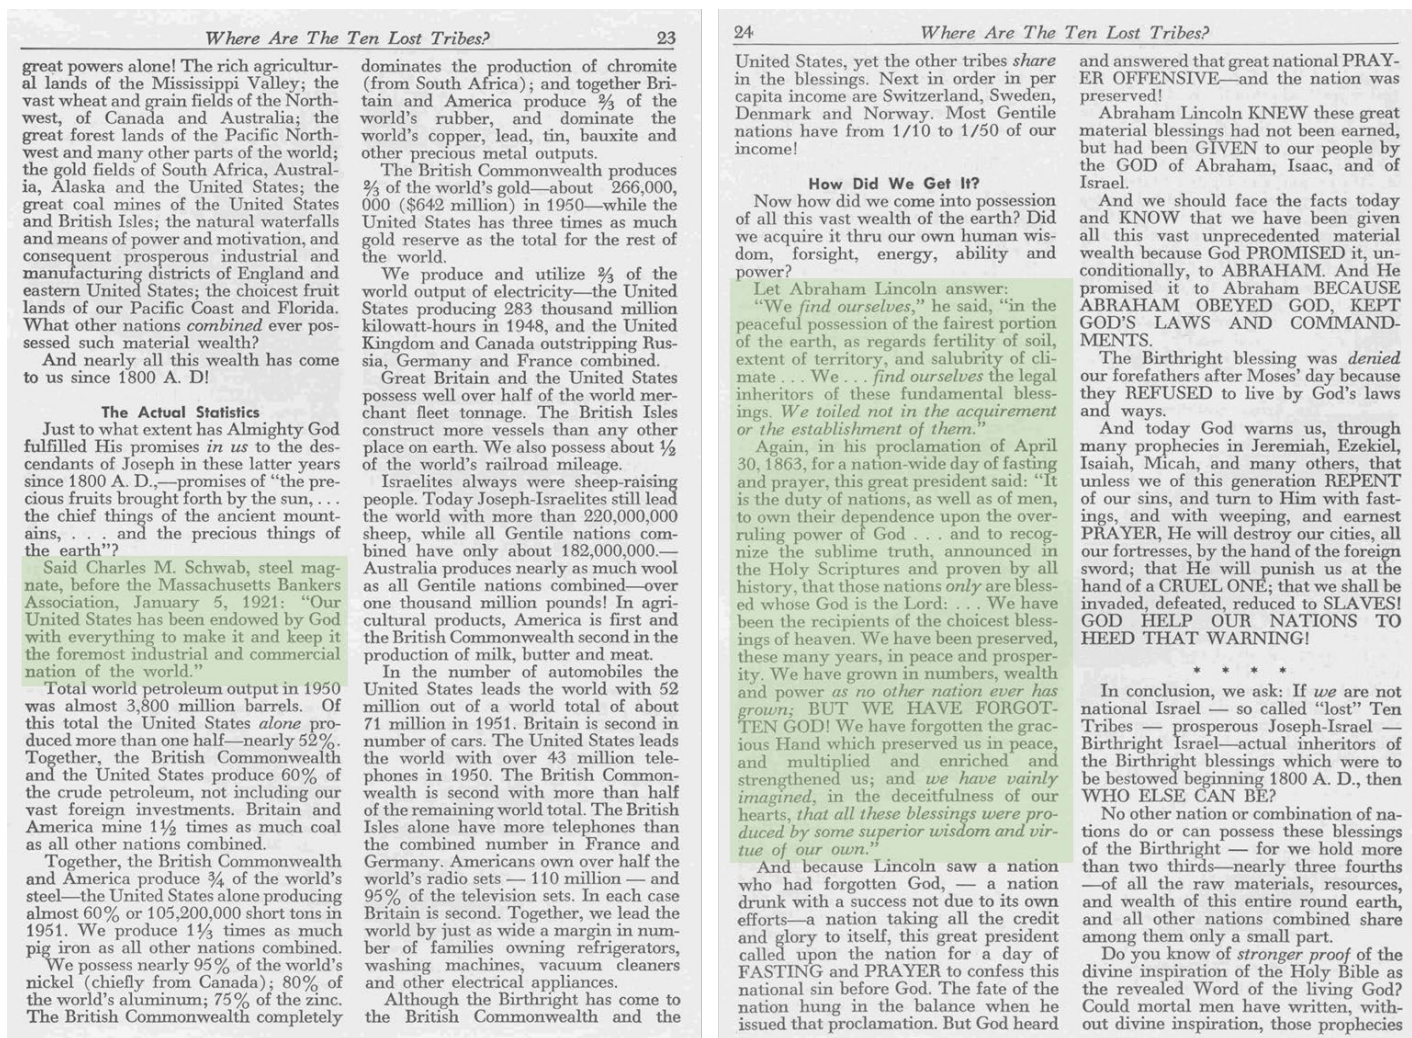 Where Are The Ten Lost Tribes? 23
great powers alone! The rich agricultur-
al lands of the Mississippi Valley; the
vast wheat and grain fields of the North-
west, of Canada and Australia; the
great forest lands of the Pacific North-
west and many other parts of the world;
the gold fields of South Africa, Austral-
ia, Alaska and the United States; the
great coal mines of the United States
and British Isles; the natural waterfalls
and means of power and motivation, and
consequent prosperous industrial and
manufacturing districts of England and
eastern United States; the choicest fruit
lands of our Pacific Coast and Florida.
What other nations combined ever pos-
sessed such material wealth?
And nearly all this wealth has come
to us since 1800 A. D!
The Actual Statistics
Just to what extent has Almighty God
fulfilled His promises in us to the des-
cendants of Joseph in these latter years
since 1800 A. D.,—promises of “the pre-
cious fruits brought forth by the sun, . . .
the chief things of the ancient mount-
ains, . . . and the precious things of
the earth”?
Said Charles M. Schwab, steel mag-
nate, before the Massachusetts Bankers
Association, January 5, 1921: “Our
United States has been endowed by God
with everything to make it and keep it
the foremost industrial and commercial
nation of the world.”
Total world petroleum output in 1950
was almost 3,800 million barrels. Of
this total the United States alone pro-
duced more than one half—nearly 52%.
Together, the British Commonwealth
and the United States produce 60% of
the crude petroleum, not including our
vast foreign investments. Britain and
America mine 1½ times as much coal
as all other nations combined.
Together, the British Commonwealth
and America produce ¾ of the world's
steel—the United States alone producing
almost 60% or 105,200,000 short tons in
1951. We produce 1⅓ times as much
pig iron as all other nations combined.
We possess nearly 95% of the world's
nickel (chiefly from Canada); 80% of
the world's aluminum; 75% of the zinc.
The British Commonwealth completely
dominates the production of chromite
(from South Africa); and together Bri-
tain and America produce ⅔ of the
world's rubber, and dominate the
world's copper, lead, tin, bauxite and
other precious metal outputs.
The British Commonwealth produces
⅔ of the world's gold—about 266,000,
000 ($642 million) in 1950—while the
United States has three times as much
gold reserve as the total for the rest of
the world.
We produce and utilize ⅔ of the
world output of electricity—the United
States producing 283 thousand million
kilowatt-hours in 1948, and the United
Kingdom and Canada outstripping Rus-
sia, Germany and France combined.
Great Britain and the United States
possess well over half of the world mer-
chant fleet tonnage. The British Isles
construct more vessels than any other
place on earth. We also possess about ½
of the world's railroad mileage.
Israelites always were sheep-raising
people. Today Joseph-Israelites still lead
the world with more than 220,000,000
sheep, while all Gentile nations com-
bined have only about 182,000,000.—
Australia produces nearly as much wool
as all Gentile nations combined—over
one thousand million pounds! In agri-
cultural products, America is first and
the British Commonwealth second in the
production of milk, butter and meat.
In the number of automobiles the
United States leads the world with 52
million out of a world total of about
71 million in 1951. Britain is second in
number of cars. The United States leads
the world with over 43 million tele-
phones in 1950. The British Common-
wealth is second with more than half
of the remaining world total. The British
Isles alone have more telephones than
the combined number in France and
Germany. Americans own over half the
world's radio sets — 110 million — and
95% of the television sets. In each case
Britain is second. Together, we lead the
world by just as wide a margin in num-
ber of families owning refrigerators,
washing machines, vacuum cleaners
and other electrical appliances.
Although the Birthright has come to
the British Commonwealth and the
24 Where Are The Ten Lost Tribes?
United States, yet the other tribes share
in the blessings. Next in order in per
capita income are Switzerland, Sweden,
Denmark and Norway. Most Gentile
nations have from 1/10 to 1/50 of our
income!
How Did We Get It?
Now how did we come into possession
of all this vast wealth of the earth? Did
we acquire it thru our own human wis-
dom, forsight, energy, ability and
power?
Let Abraham Lincoln answer:
“We find ourselves,” he said, “in the
peaceful possession of the fairest portion
of the earth, as regards fertility of soil,
extent of territory, and salubrity of cli-
mate . . . We . . . find ourselves the legal
inheritors of these fundamental bless-
ings. We toiled not in the acquirement
or the establishment of them.”
Again, in his proclamation of April
30, 1863, for a nation-wide day of fasting
and prayer, this great president said: “It
is the duty of nations, as well as of men,
to own their dependence upon the over-
ruling power of God . . . and to recog-
nize the sublime truth, announced in
the Holy Scriptures and proven by all
history, that those nations only are bless-
ed whose God is the Lord: . . . We have
been the recipients of the choicest bless-
ings of heaven. We have been preserved,
these many years, in peace and prosper-
ity. We have grown in numbers, wealth
and power as no other nation ever has
grown; BUT WE HAVE FORGOT-
TEN GOD! We have forgotten the grac-
ious Hand which preserved us in peace,
and multiplied and enriched and
strengthened us; and we have vainly
imagined, in the deceitfulness of our
hearts, that all these blessings were pro-
duced by some superior wisdom and vir-
tue of our own.”
And because Lincoln saw a nation
who had forgotten God, — a nation
drunk with a success not due to its own
efforts—a nation taking all the credit
and glory to itself, this great president
called upon the nation for a day of
FASTING and PRAYER to confess this
national sin before God. The fate of the
nation hung in the balance when he
issued that proclamation. But God heard
and answered that great national PRAY-
ER OFFENSIVE—and the nation was
preserved!
Abraham Lincoln KNEW these great
material blessings had not been earned,
but had been GIVEN to our people by
the GOD of Abraham, Isaac, and of
Israel.
And we should face the facts today
and KNOW that we have been given
all this vast unprecedented material
wealth because God PROMISED it, un-
conditionally, to ABRAHAM. And He
promised it to Abraham BECAUSE
ABRAHAM OBEYED GOD, KEPT
GOD'S LAWS AND COMMAND-
MENTS.
The Birthright blessing was denied
our forefathers after Moses' day because
they REFUSED to live by God's laws
and ways.
And today God warns us, through
many prophecies in Jeremiah, Ezekiel,
Isaiah, Micah, and many others, that
unless we of this generation REPENT
of our sins, and turn to Him with fast-
ings, and with weeping, and earnest
PRAYER, He will destroy our cities, all
our fortresses, by the hand of the foreign
sword; that He will punish us at the
hand of a CRUEL ONE; that we shall be
invaded, defeated, reduced to SLAVES!
GOD HELP OUR NATIONS TO
HEED THAT WARNING!
* * * *
In conclusion, we ask: If we are not
national Israel — so called “lost” Ten
Tribes — prosperous Joseph-Israel —
Birthright Israel—actual inheritors of
the Birthright blessings which were to
be bestowed beginning 1800 A. D., then
WHO ELSE CAN BE?
No other nation or combination of na-
tions do or can possess these blessings
of the Birthright — for we hold more
than two thirds—nearly three fourths
—of all the raw materials, resources,
and wealth of this entire round earth,
and all other nations combined share
among them only a small part.
Do you know of stronger proof of the
divine inspiration of the Holy Bible as
the revealed Word of the living God?
Could mortal men have written, with-
out divine inspiration, those prophecies